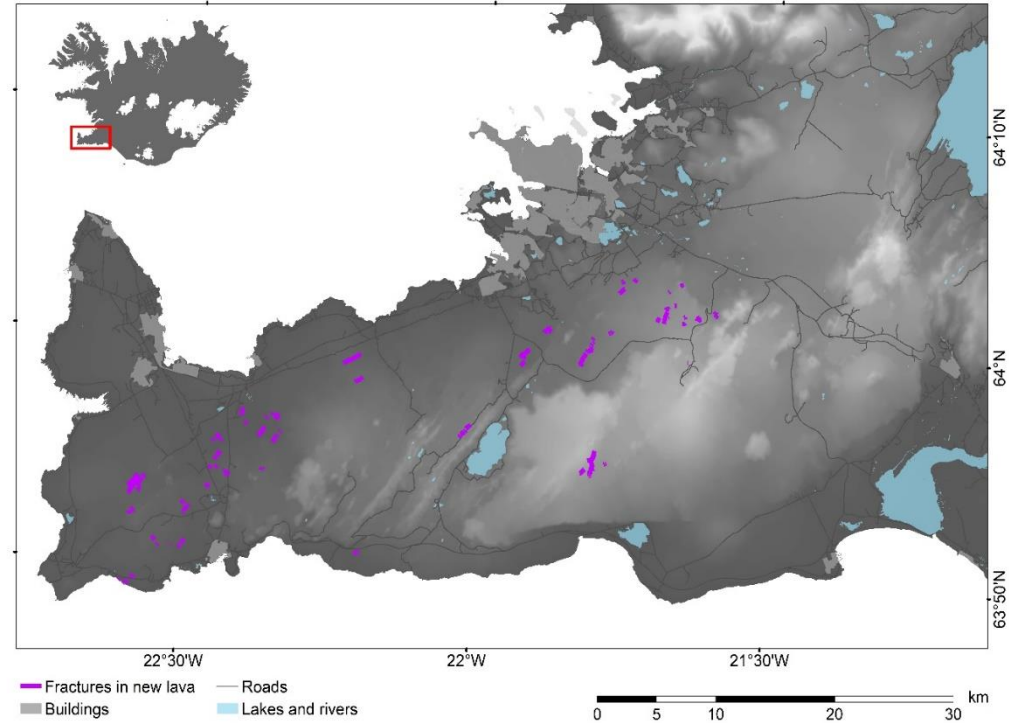 64°10'N
64°N
63°50'N
22°30'W
22°W
21°30'W
Fractures in new lava
Roads
Buildings
Lakes and rivers
km
0 5 10 20 30